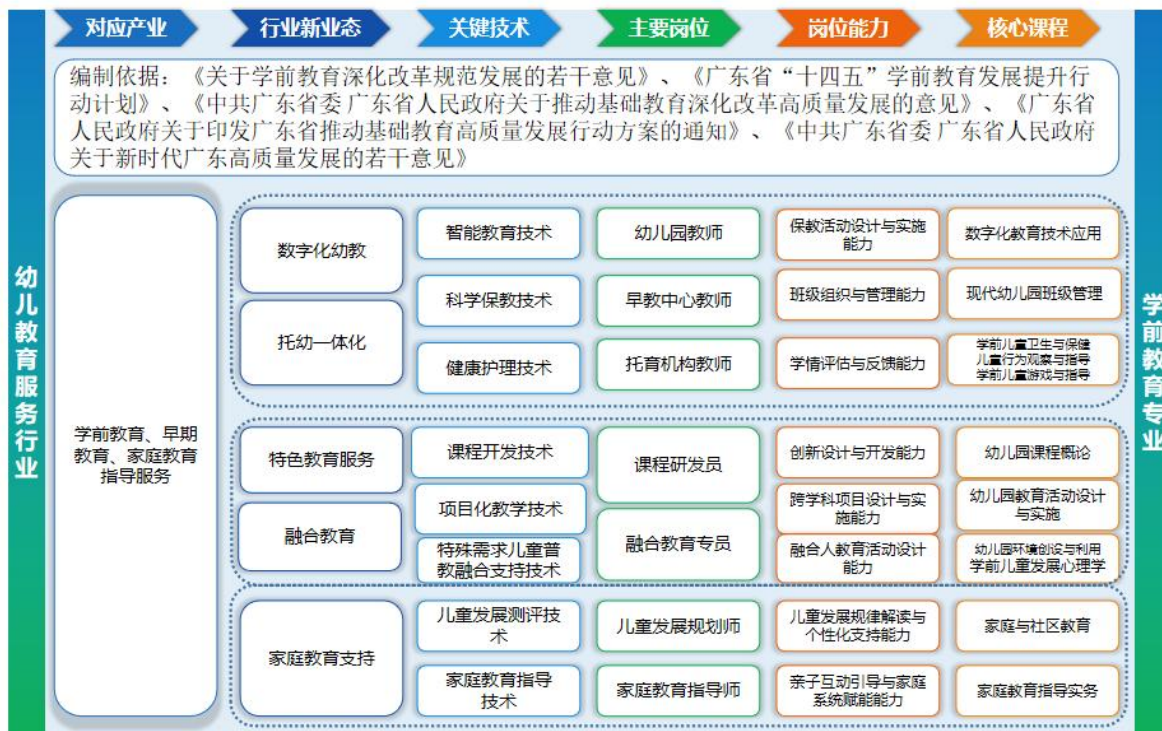 对应产业
行业新业态
关键技术
主要岗位
岗位能力
核心课程
编制依据：《关于学前教育深化改革规范发展的若干意见》、《广东省“十四五”学前教育发展提升行
动计划》、《中共广东省委 广东省人民政府关于推动基础教育深化改革高质量发展的意见》、《广东省
人民政府关于印发广东省推动基础教育高质量发展行动方案的通知》、《中共广东省委 广东省人民政府
关于新时代广东高质量发展的若干意见》
幼儿教育服务行业
学前教育、早期
教育、家庭教育
指导服务
数字化幼教
托幼一体化
智能教育技术
科学保教技术
健康护理技术
幼儿园教师
早教中心教师
托育机构教师
保教活动设计与实施
能力
班级组织与管理能力
学情评估与反馈能力
数字化教育技术应用
现代幼儿园班级管理
学前儿童卫生与保健
儿童行为观察与指导
学前儿童游戏与指导
特色教育服务
融合教育
课程开发技术
项目化教学技术
特殊需求儿童普
教融合支持技术
课程研发员
融合教育专员
创新设计与开发能力
跨学科项目设计与实
施能力
融合人教育活动设计
能力
幼儿园课程概论
幼儿园教育活动设计
与实施
幼儿园环境创设与利用
学前儿童发展心理学
家庭教育支持
儿童发展测评技
术
家庭教育指导
技术
儿童发展规划师
家庭教育指导师
儿童发展规律解读与
个性化支持能力
亲子互动引导与家庭
系统赋能能力
家庭与社区教育
家庭教育指导实务
学前教育专业